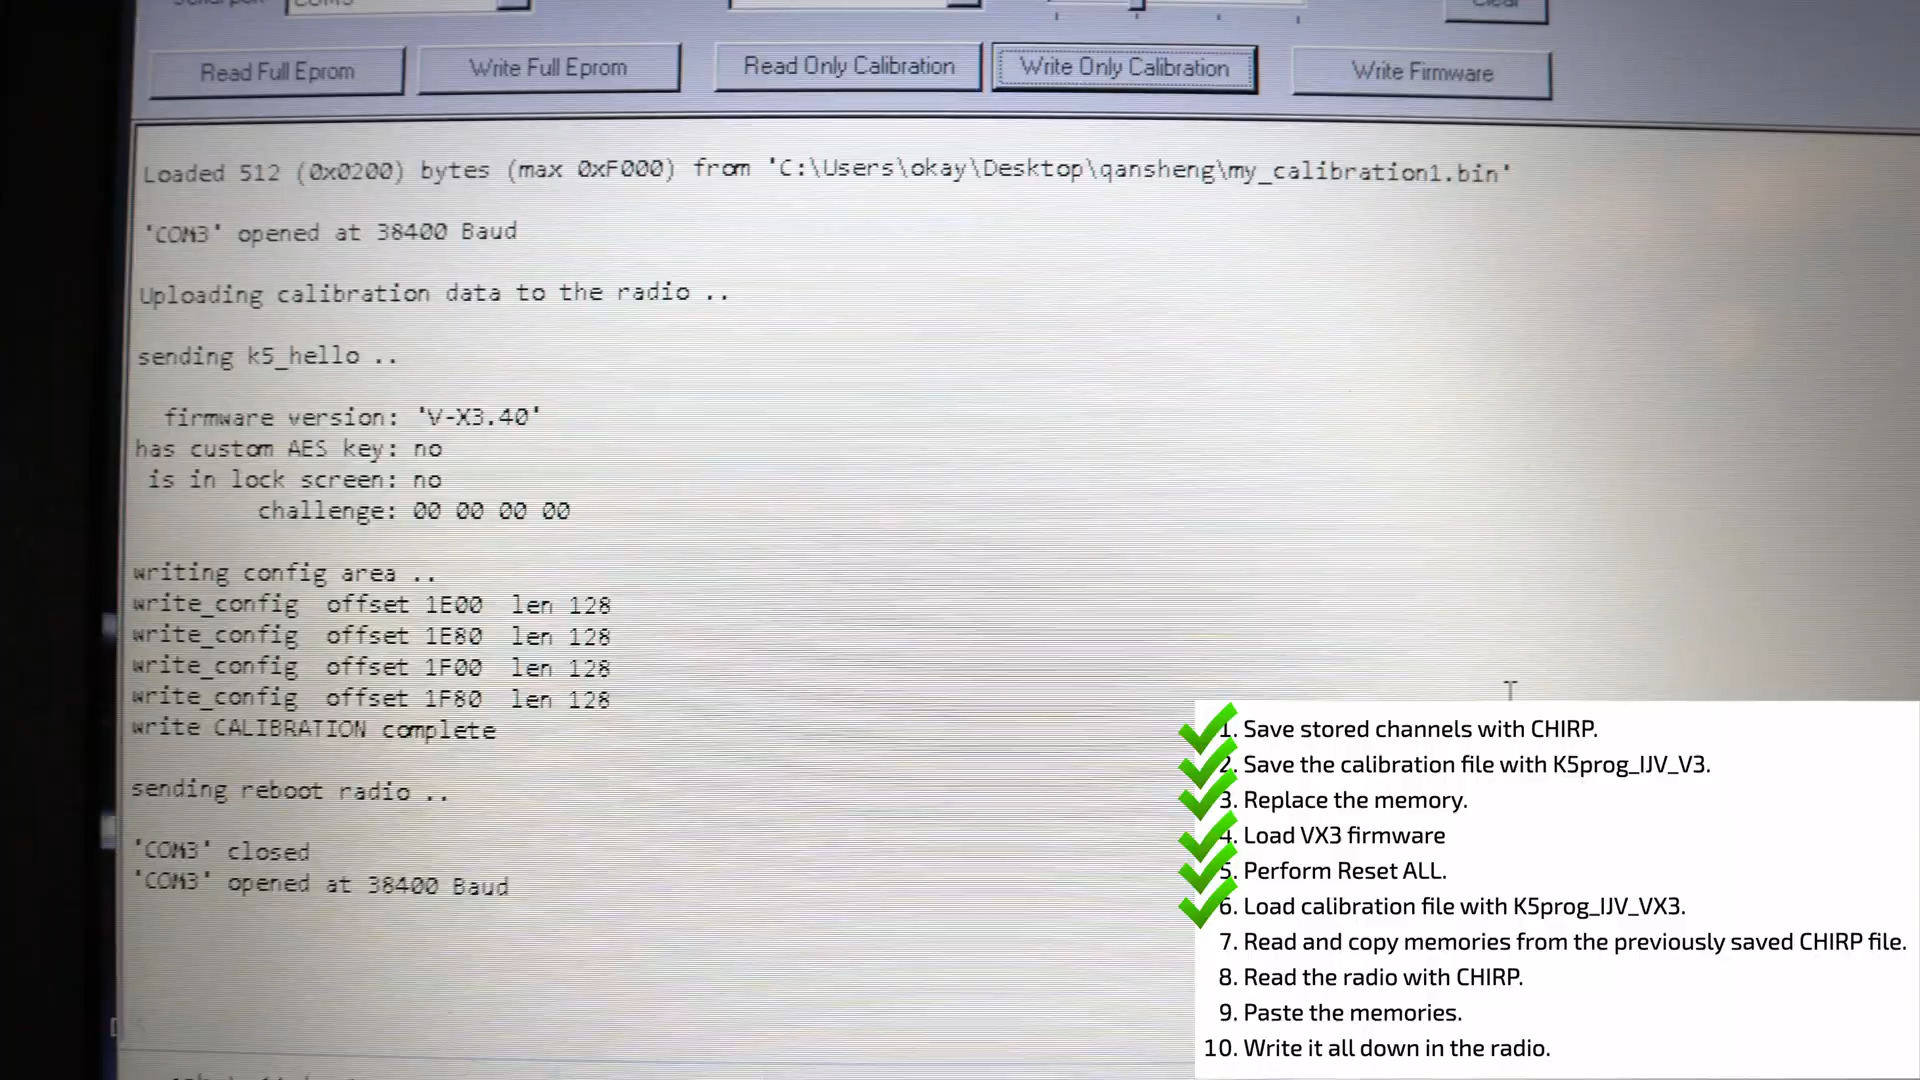 Clear
Read Full Eprom
Write Full Eprom
Read Only Calibration
Write Only Calibration
Write Firmware
Loaded 512 (0x0200) bytes (max 0xF000) from 'C:\Users\okay\Desktop\qansheng\my_calibration1.bin'
'COM3' opened at 38400 Baud
Uploading calibration data to the radio ..
sending k5_hello ..
firmware version: 'V-X3.40'
has custom AES key: no
is in lock screen: no
challenge: 00 00 00 00
writing config area ..
write_config offset 1E00 len 128
write_config offset 1E80 len 128
write_config offset 1F00 len 128
write_config offset 1F80 len 128
write CALIBRATION complete
sending reboot radio ..
'COM3' closed
'COM3' opened at 38400 Baud
1. Save stored channels with CHIRP.
2. Save the calibration file with K5prog_IJV_V3.
3. Replace the memory.
4. Load VX3 firmware
5. Perform Reset ALL.
6. Load calibration file with K5prog_IJV_VX3.
7. Read and copy memories from the previously saved CHIRP file.
8. Read the radio with CHIRP.
9. Paste the memories.
10. Write it all down in the radio.